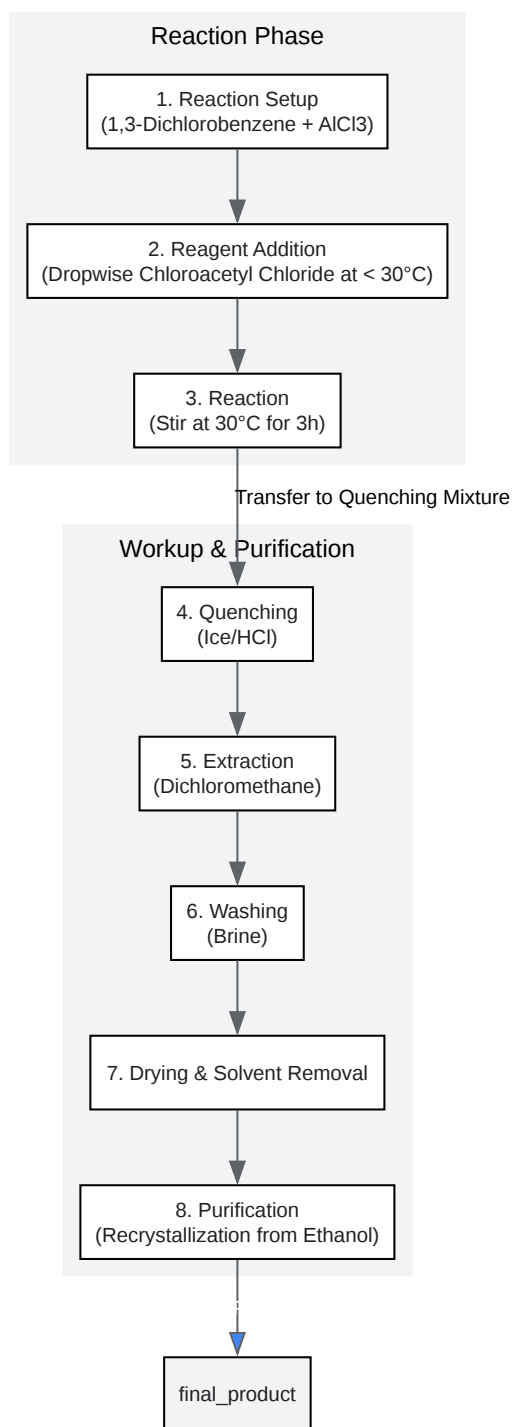 Reaction Phase
1. Reaction Setup
(1,3-Dichlorobenzene + AlCl3)
2. Reagent Addition
(Dropwise Chloroacetyl Chloride at < 30°C)
3. Reaction
(Stir at 30°C for 3h)
Transfer to Quenching Mixture
Workup & Purification
4. Quenching
(Ice/HCl)
5. Extraction
(Dichloromethane)
6. Washing
(Brine)
7. Drying & Solvent Removal
8. Purification
(Recrystallization from Ethanol)
final_product